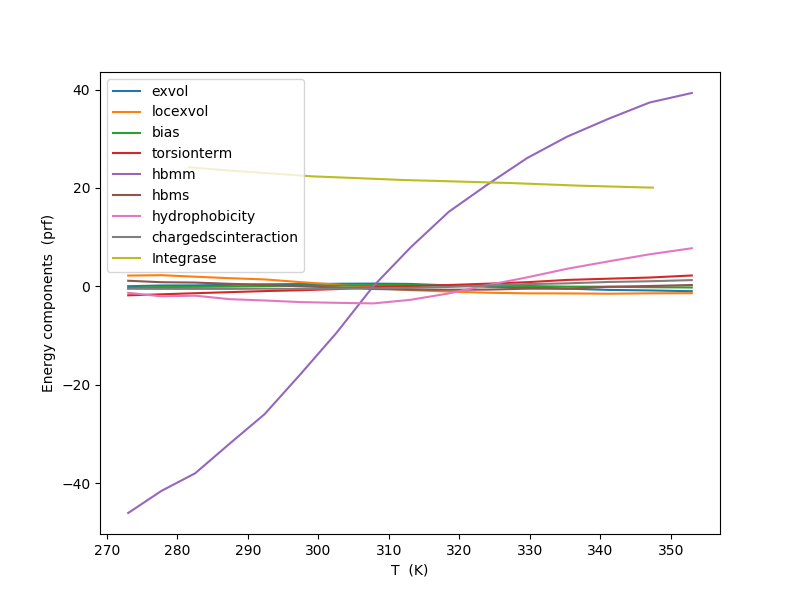 exvol
locexvol
bias
torsionterm
hbmm
hbms
hydrophobicity
chargedscinteraction
Integrase
40
20
0
−20
−40
Energy components  (prf)
270 280 290 300 310 320 330 340 350
T  (K)